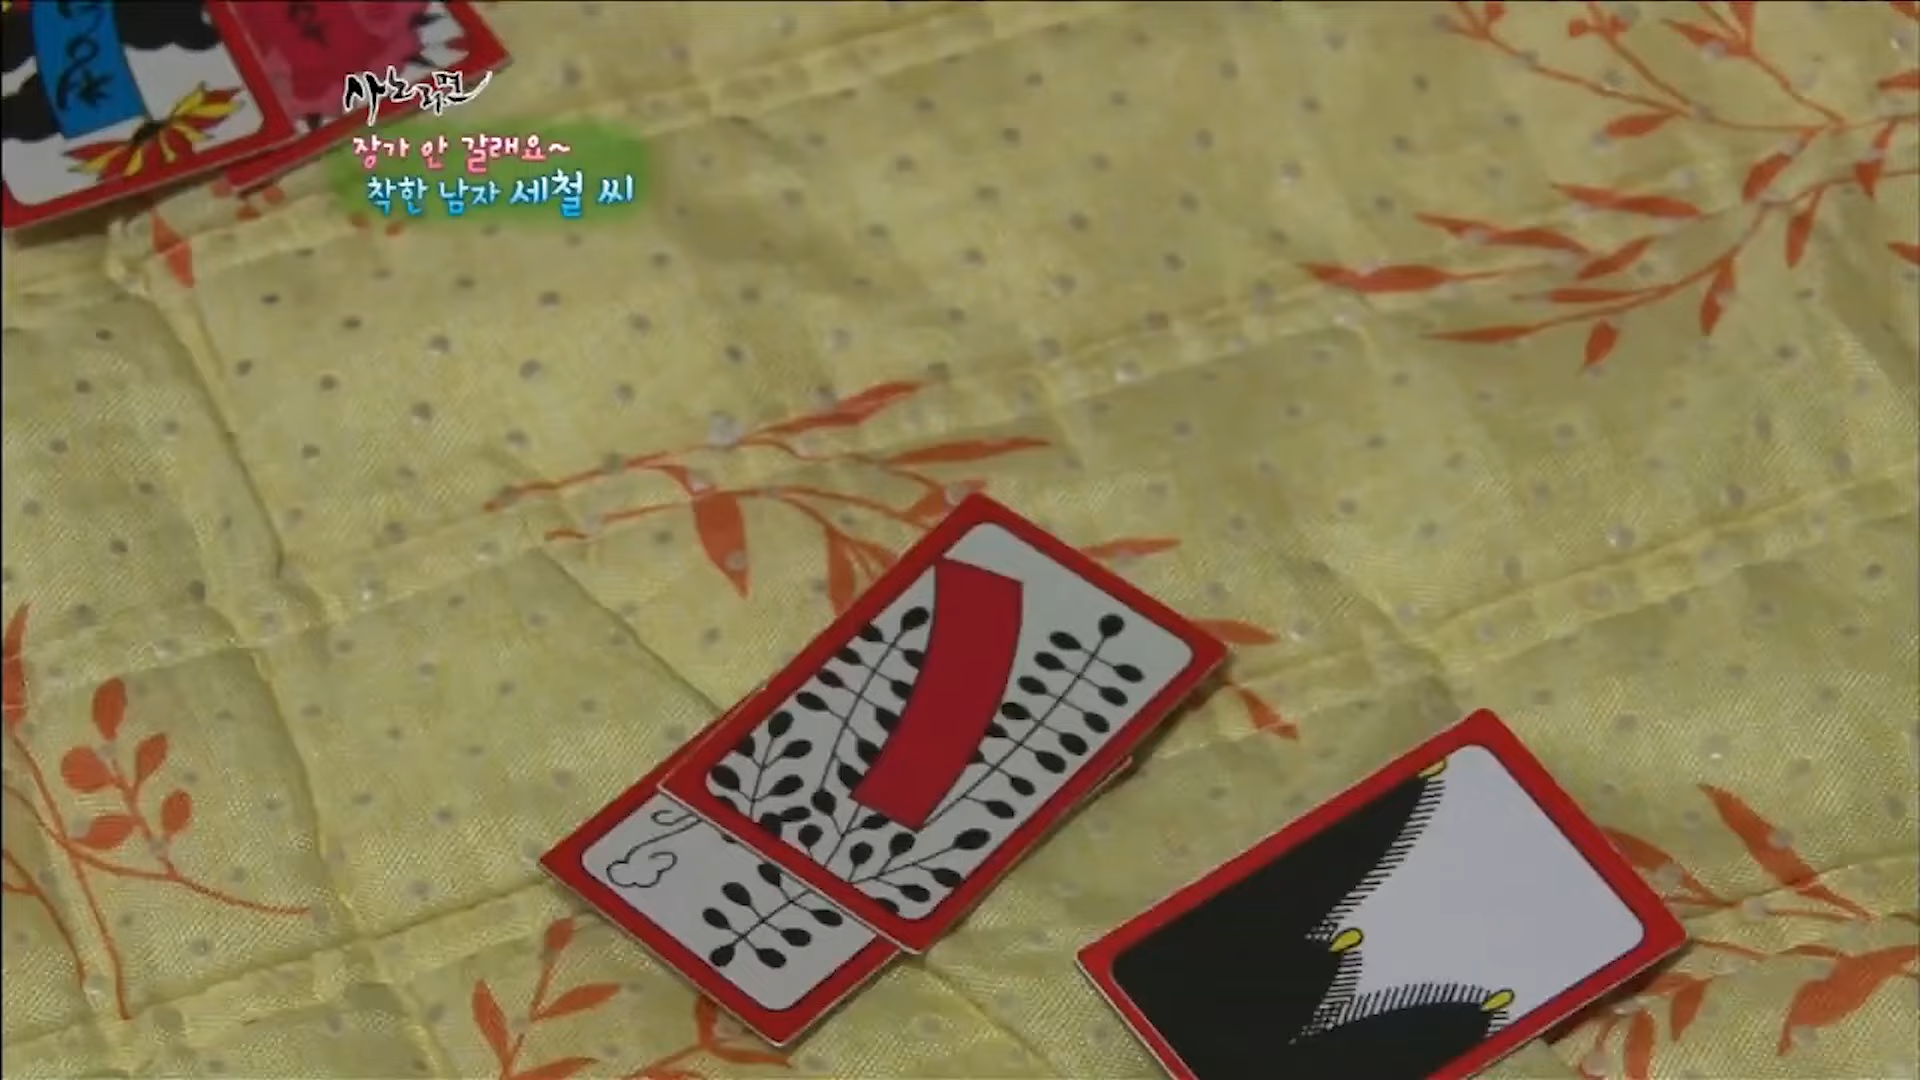 사노라면
장가 안 갈래요~
착한 남자 세철 씨